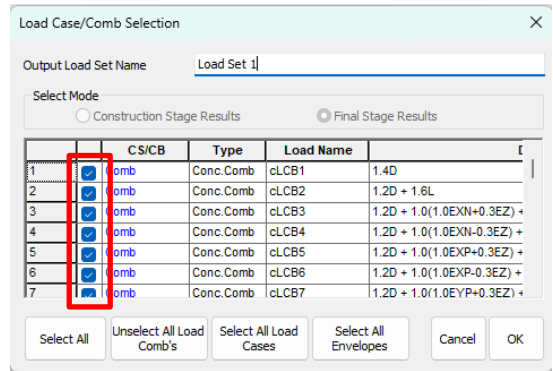 Load Case/Comb Selection
Output Load Set Name Load Set 1
Select Mode
Construction Stage Results Final Stage Results
CS/CB Type Load Name
1 Comb Conc.Comb cLCB1 1.4D
2 Comb Conc.Comb cLCB2 1.2D + 1.6L
3 Comb Conc.Comb cLCB3 1.2D + 1.0(1.0EXN+0.3EZ) +
4 Comb Conc.Comb cLCB4 1.2D + 1.0(1.0EXN-0.3EZ) +
5 Comb Conc.Comb cLCB5 1.2D + 1.0(1.0EXP+0.3EZ) +
6 Comb Conc.Comb cLCB6 1.2D + 1.0(1.0EXP-0.3EZ) +
7 Comb Conc.Comb cLCB7 1.2D + 1.0(1.0EYP+0.3EZ) +
Select All Unselect All Load Comb's Select All Load Cases Select All Envelopes Cancel OK